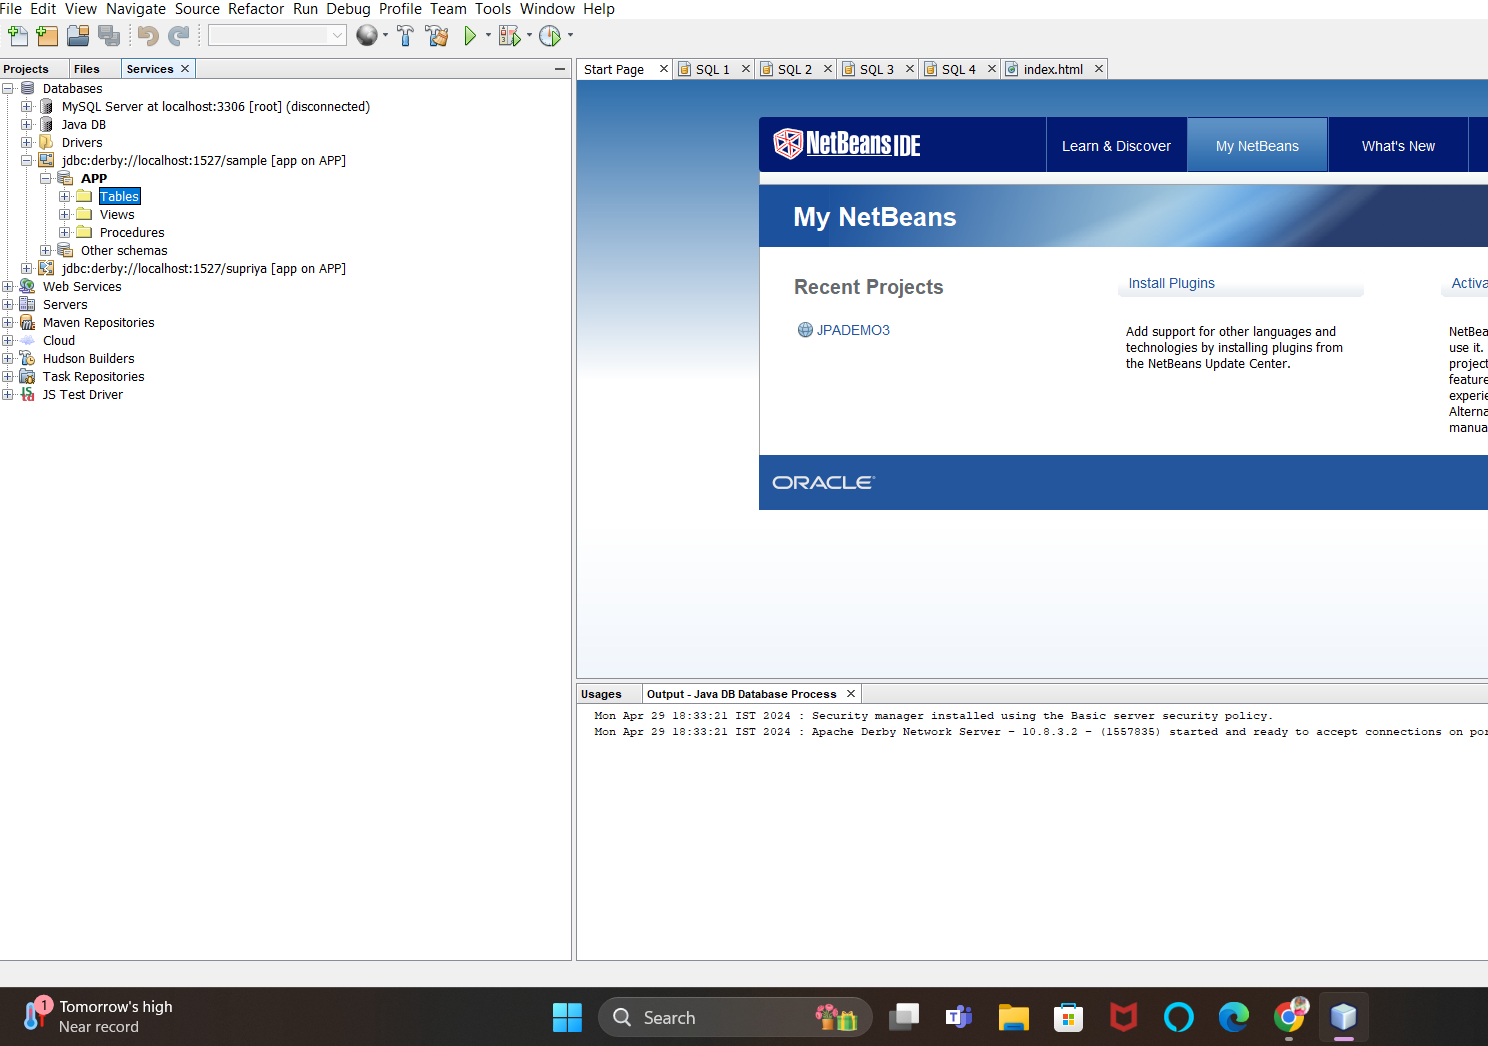 File Edit View Navigate Source Refactor Run Debug Profile Team Tools Window Help
Projects Files Services
Start Page SQL 1 SQL 2 SQL 3 SQL 4 index.html
Databases
MySQL Server at localhost:3306 [root] (disconnected)
Java DB
Drivers
jdbc:derby://localhost:1527/sample [app on APP]
APP
Tables
Views
Procedures
Other schemas
jdbc:derby://localhost:1527/supriya [app on APP]
Web Services
Servers
Maven Repositories
Cloud
Hudson Builders
Task Repositories
JS Test Driver
NetBeans IDE
Learn & Discover My NetBeans What's New
My NetBeans
Recent Projects
JPADEMO3
Install Plugins
Add support for other languages and
technologies by installing plugins from
the NetBeans Update Center.
Activa
NetBea
use it.
project
feature
experie
Alterna
manua
ORACLE
Usages Output - Java DB Database Process
Mon Apr 29 18:33:21 IST 2024 : Security manager installed using the Basic server security policy.
Mon Apr 29 18:33:21 IST 2024 : Apache Derby Network Server - 10.8.3.2 - (1557835) started and ready to accept connections on por
1
Tomorrow's high
Near record
Search